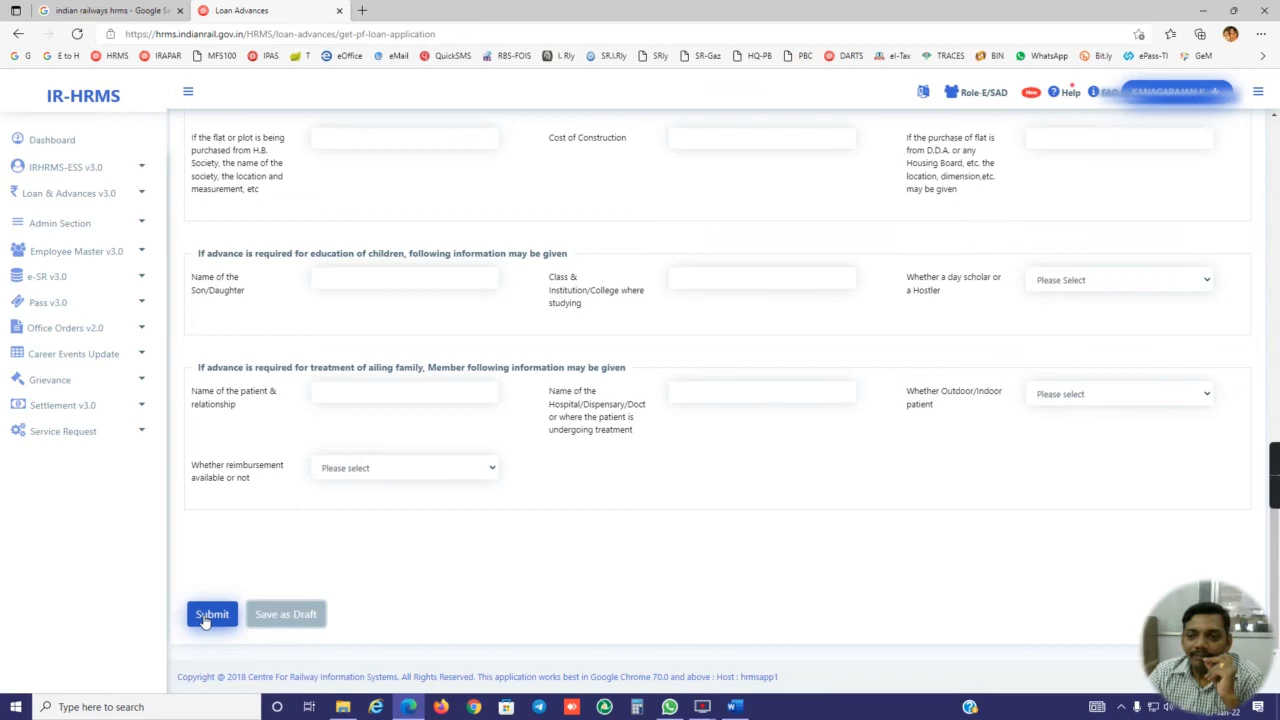 indian railways hrms - Google Se
Loan Advances
https://hrms.indianrail.gov.in/HRMS/loan-advances/get-pf-loan-application
G
E to H
HRMS
IRAPAR
MFS100
IPAS
T
eOffice
eMail
QuickSMS
RBS-FOIS
I. Rly
SR.I.Rly
SRly
SR-Gaz
HQ-PB
PBC
DARTS
eI-Tax
TRACES
BIN
WhatsApp
Bit.ly
ePass-TI
GeM
IR-HRMS
Role-E/SAD
New
Help
FAQ
KANAGARAJAN K
Dashboard
IRHRMS-ESS v3.0
Loan & Advances v3.0
Admin Section
Employee Master v3.0
e-SR v3.0
Pass v3.0
Office Orders v2.0
Career Events Update
Grievance
Settlement v3.0
Service Request
If the flat or plot is being
purchased from H.B.
Society, the name of the
society, the location and
measurement, etc
Cost of Construction
If the purchase of flat is
from D.D.A. or any
Housing Board, etc. the
location, dimension,etc.
may be given
If advance is required for education of children, following information may be given
Name of the
Son/Daughter
Class &
Institution/College where
studying
Whether a day scholar or
a Hostler
Please Select
If advance is required for treatment of ailing family, Member following information may be given
Name of the patient &
relationship
Name of the
Hospital/Dispensary/Doct
or where the patient is
undergoing treatment
Whether Outdoor/Indoor
patient
Please select
Whether reimbursement
available or not
Please select
Submit
Save as Draft
Copyright @ 2018 Centre For Railway Information Systems. All Rights Reserved. This application works best in Google Chrome 70.0 and above : Host : hrmsapp1
Type here to search